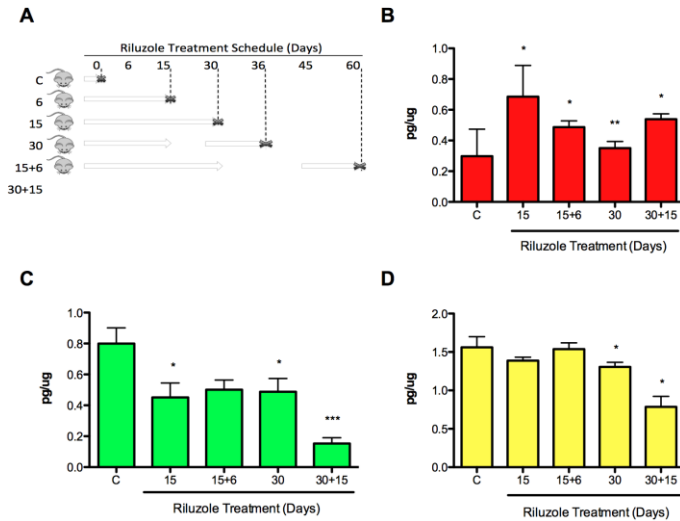 A
Riluzole Treatment Schedule (Days)
0 6 15 30 36 45 60
C
6
15
30
15+6
30+15
B
pg/ng
1.0
0.8
0.6
0.4
0.2
0.0
* * ** *
C 15 15+6 30 30+15
Riluzole Treatment (Days)
C
pg/ug
1.0
0.8
0.6
0.4
0.2
0.0
* * ***
C 15 15+6 30 30+15
Riluzole Treatment (Days)
D
pg/ng
2.0
1.5
1.0
0.5
0.0
* *
C 15 15+6 30 30+15
Riluzole Treatment (Days)